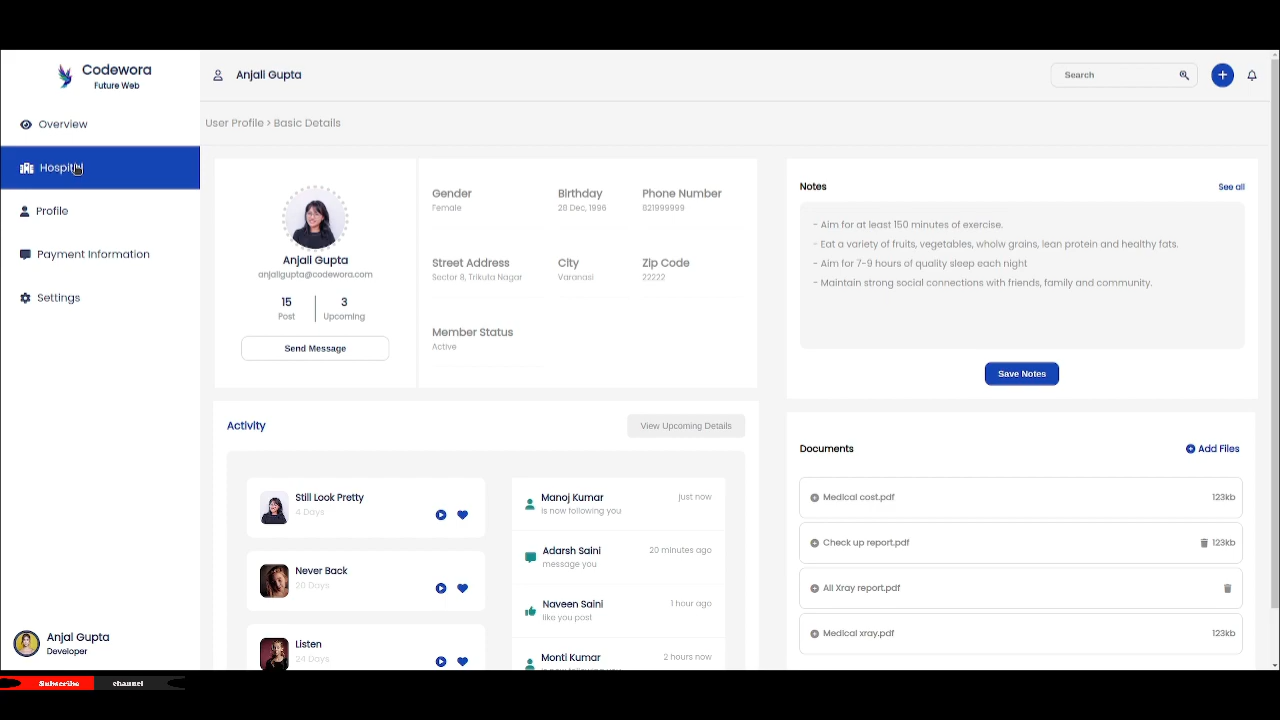 Codewora
Future Web
Overview
Profile
Payment Information
Settings
Anjal Gupta
Developer
Subscribe channel
Anjali Gupta
Search
User Profile > Basic Details
Anjali Gupta
anjaligupta@codewora.com
15 3
Post Upcoming
Send Message
Gender Birthday Phone Number
Female 28 Dec, 1996 821999999
Street Address City Zip Code
Sector 8, Trikuta Nagar Varanasi 22222
Member Status
Active
Notes See all
- Aim for at least 150 minutes of exercise.
- Eat a variety of fruits, vegetables, wholw grains, lean protein and healthy fats.
- Aim for 7-9 hours of quality sleep each night
- Maintain strong social connections with friends, family and community.
Save Notes
Activity View Upcoming Details
Still Look Pretty
4 Days
Never Back
20 Days
Listen
24 Days
Manoj Kumar just now
is now following you
Adarsh Saini 20 minutes ago
message you
Naveen Saini 1 hour ago
like you post
Monti Kumar 2 hours now
Documents Add Files
Medical cost.pdf 123kb
Check up report.pdf 123kb
All Xray report.pdf
Medical xray.pdf 123kb